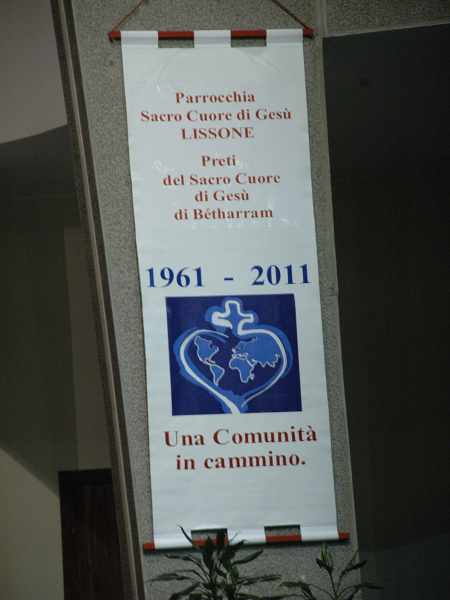 Parrocchia
Sacro Cuore di Gesù
LISSONE
Preti
del Sacro Cuore
di Gesù
di Bétharram
1961 - 2011
Una Comunità
in cammino.